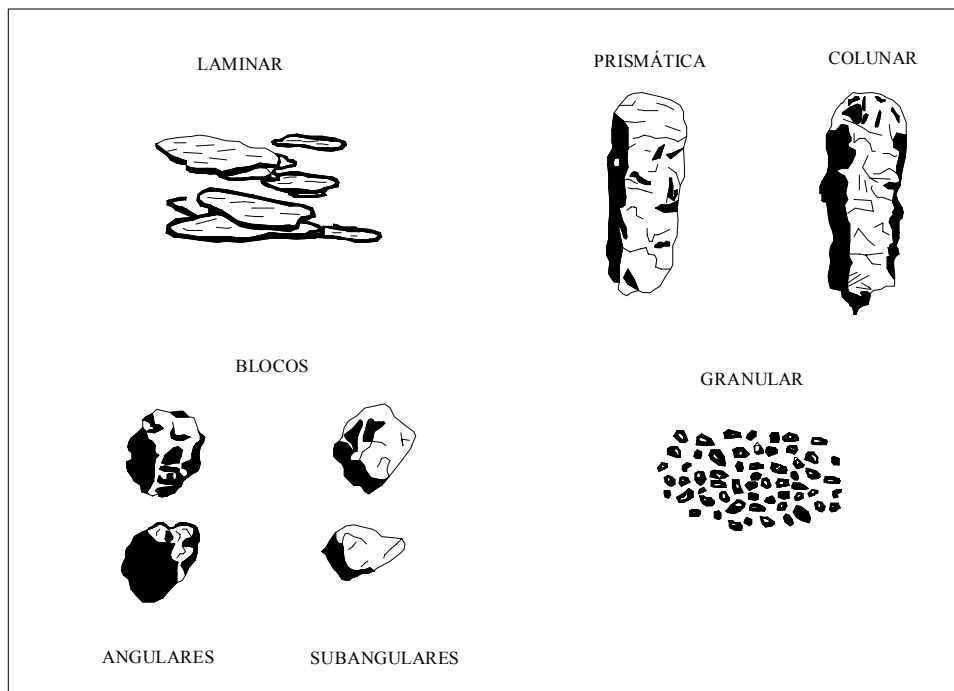 LAMINAR
PRISMÁTICA
COLUNAR
BLOCOS
GRANULAR
ANGULARES
SUBANGULARES